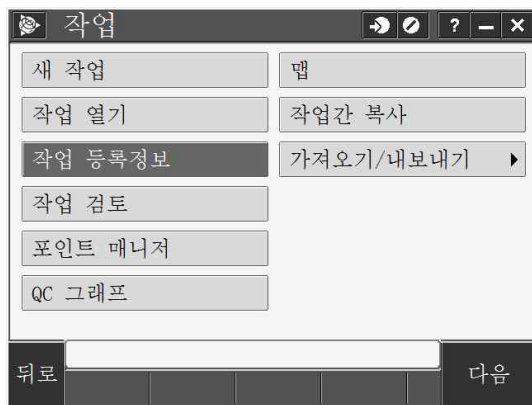 작업
?
새 작업
맵
작업 열기
작업간 복사
작업 등록정보
가져오기/내보내기
작업 검토
포인트 매니저
QC 그래프
뒤로
다음